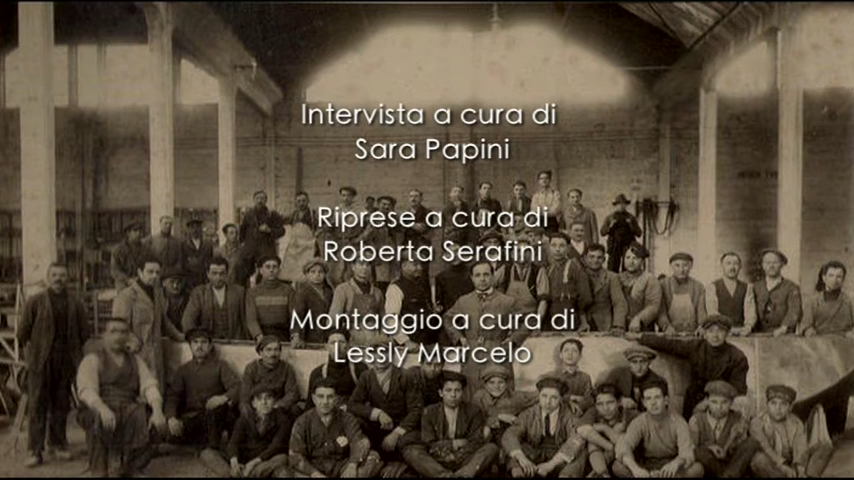 Intervista a cura di
Sara Papini
Riprese a cura di
Roberta Serafini
Montaggio a cura di
Lessly Marcelo